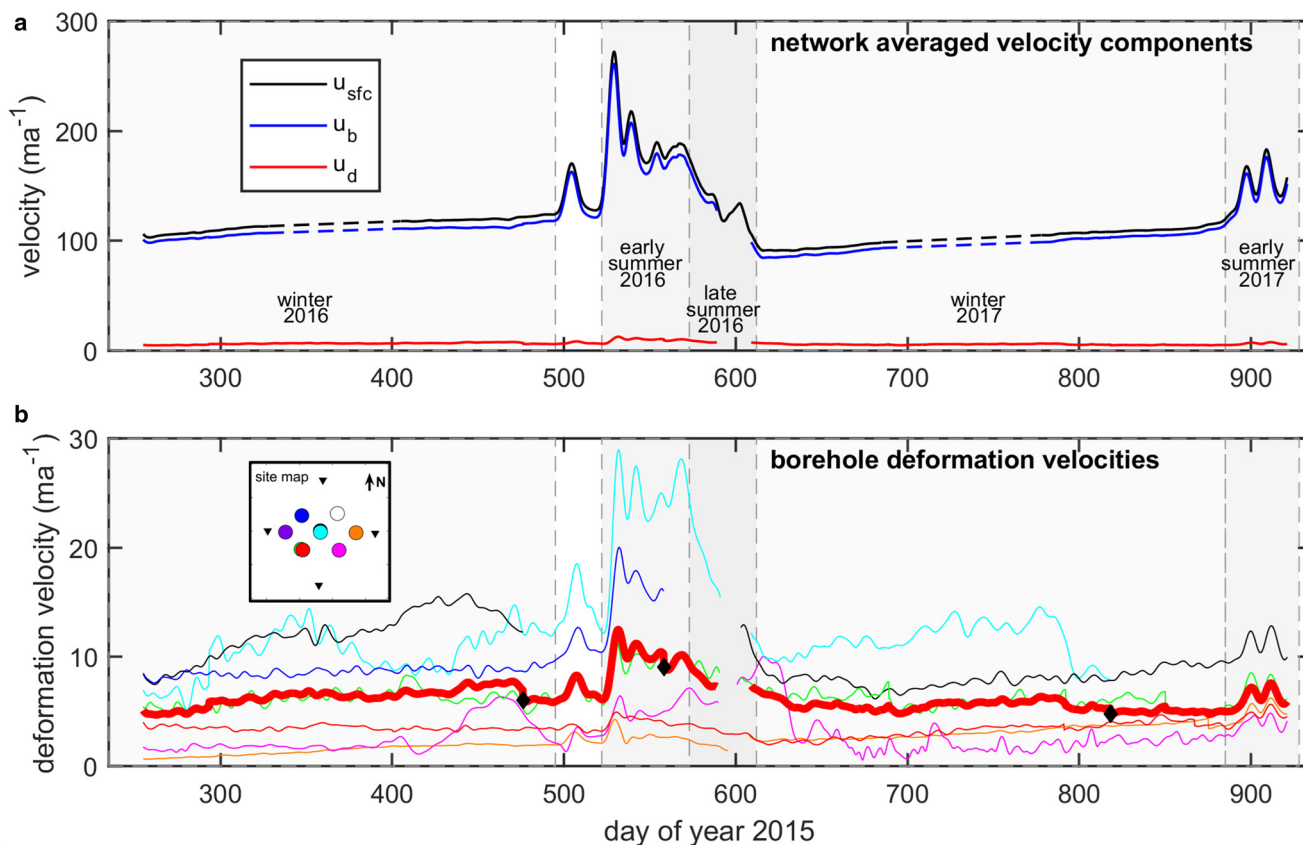 a
network averaged velocity components
300
200
100
0
velocity (ma⁻¹)
u_sfc
u_b
u_d
winter
2016
early
summer
2016
late
summer
2016
winter
2017
early
summer
2017
300 400 500 600 700 800 900
b
borehole deformation velocities
30
20
10
0
deformation velocity (ma⁻¹)
site map
N
300 400 500 600 700 800 900
day of year 2015